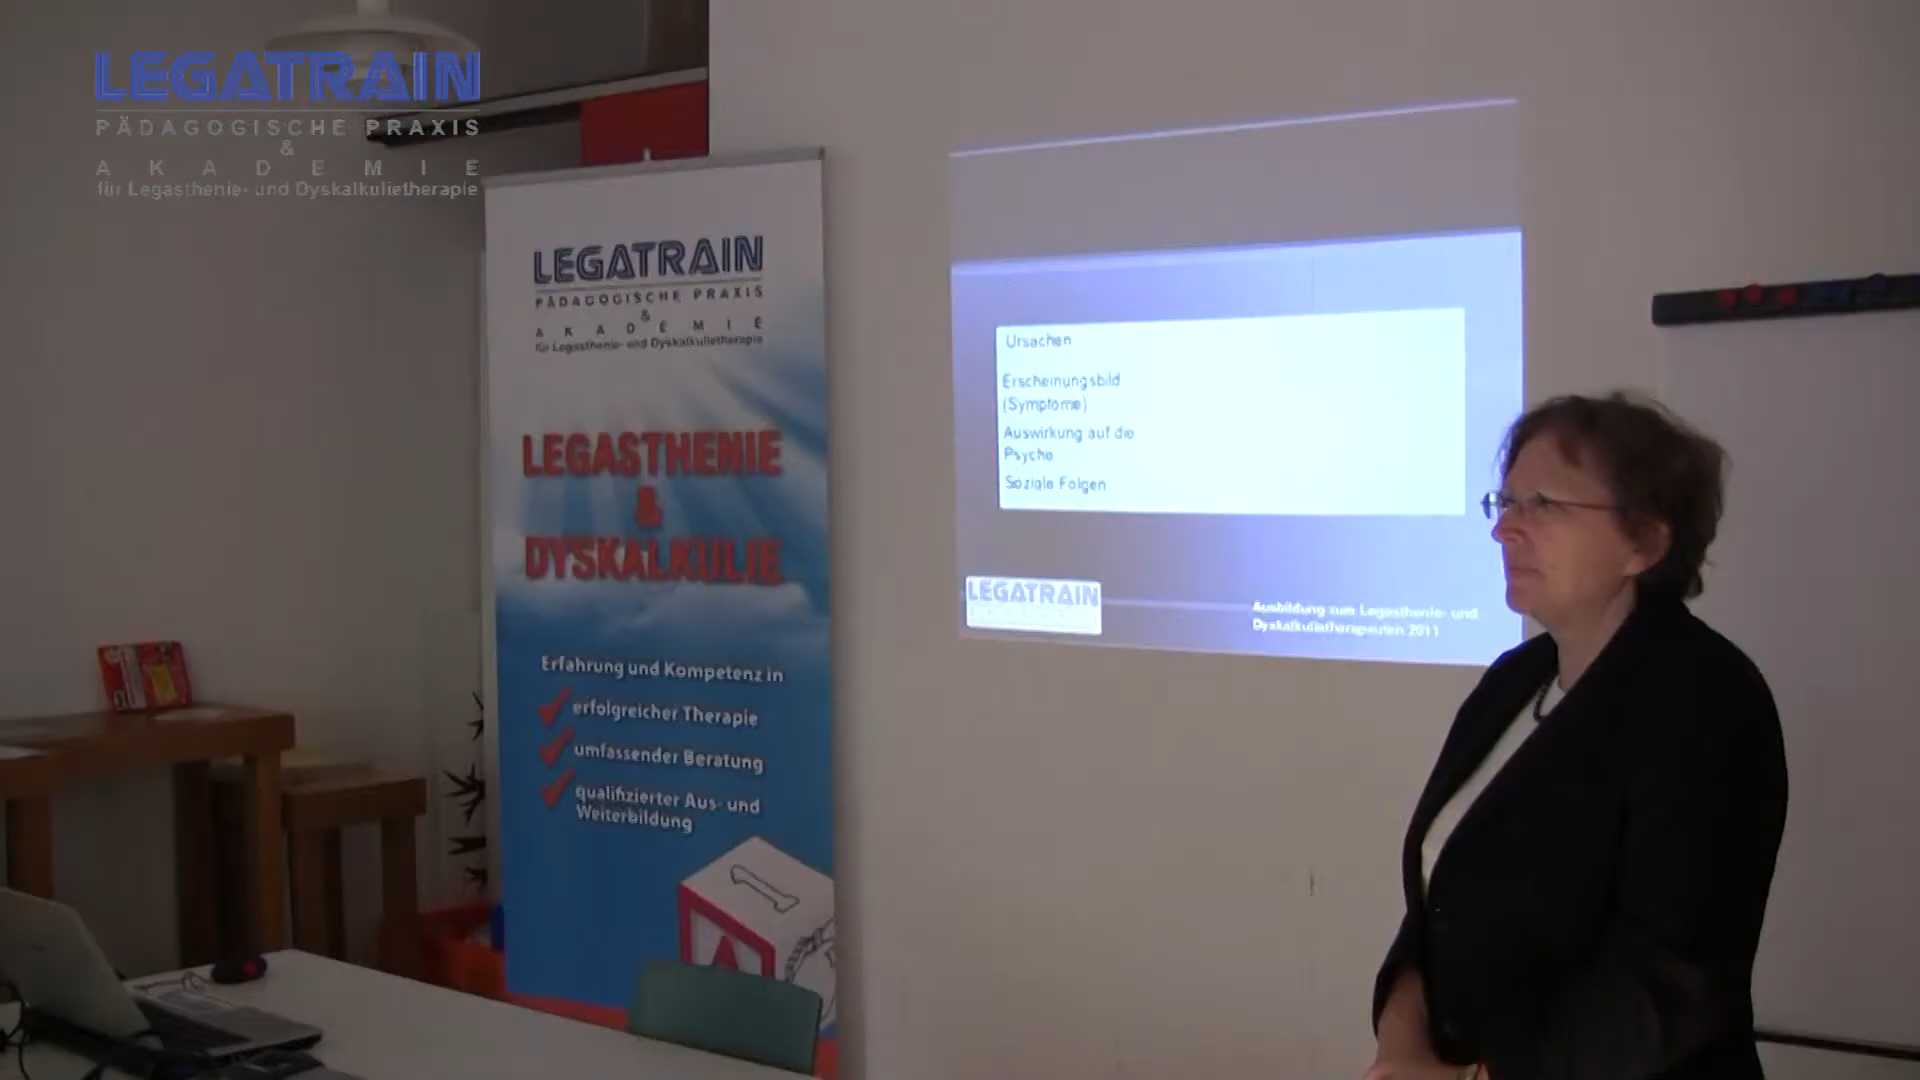 LEGATRAIN
PÄDAGOGISCHE PRAXIS
&
AKADEMIE
für Legasthenie- und Dyskalkulietherapie
LEGATRAIN
PÄDAGOGISCHE PRAXIS
&
AKADEMIE
für Legasthenie- und Dyskalkulietherapie
LEGASTHENIE
&
DYSKALKULIE
Erfahrung und Kompetenz in
erfolgreicher Therapie
umfassender Beratung
qualifizierter Aus- und
Weiterbildung
1
A
Ursachen
Erscheinungsbild
(Symptome)
Auswirkung auf die
Psyche
Soziale Folgen
LEGATRAIN
Ausbildung zum Legasthenie- und
Dyskalkulietherapeuten 2011